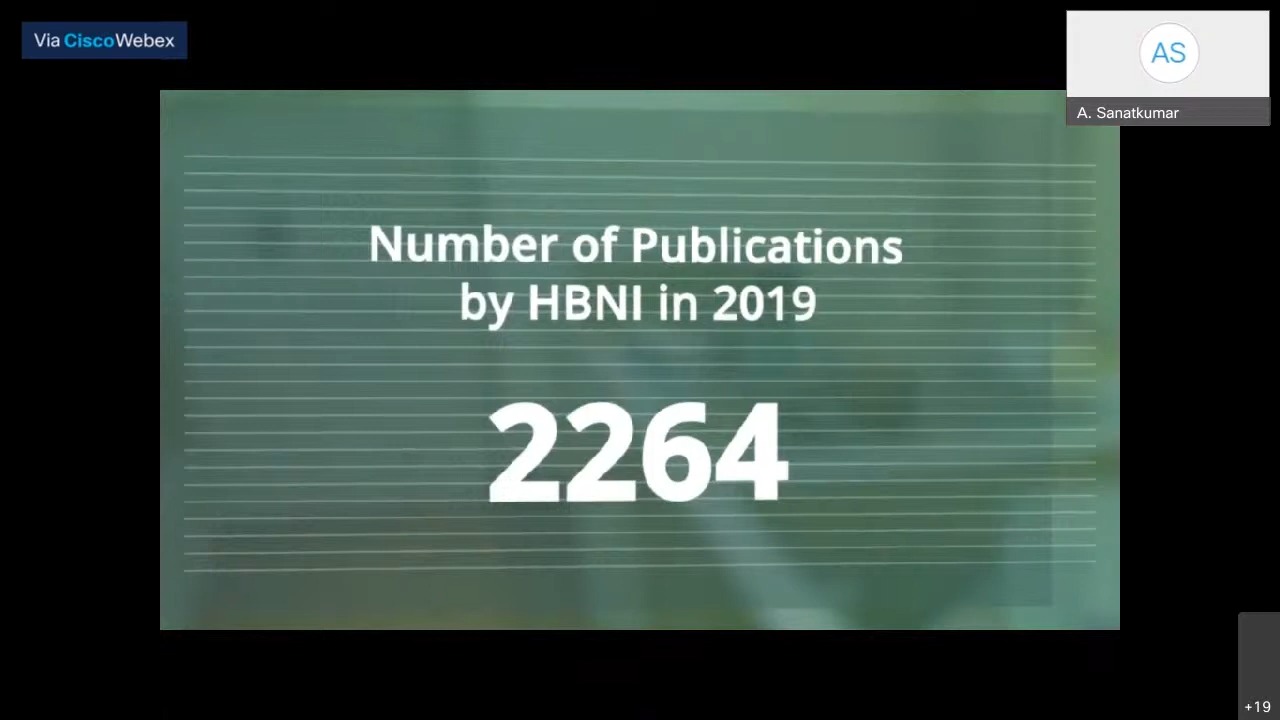 Via CiscoWebex
AS
A. Sanatkumar
Number of Publications
by HBNI in 2019
2264
+19